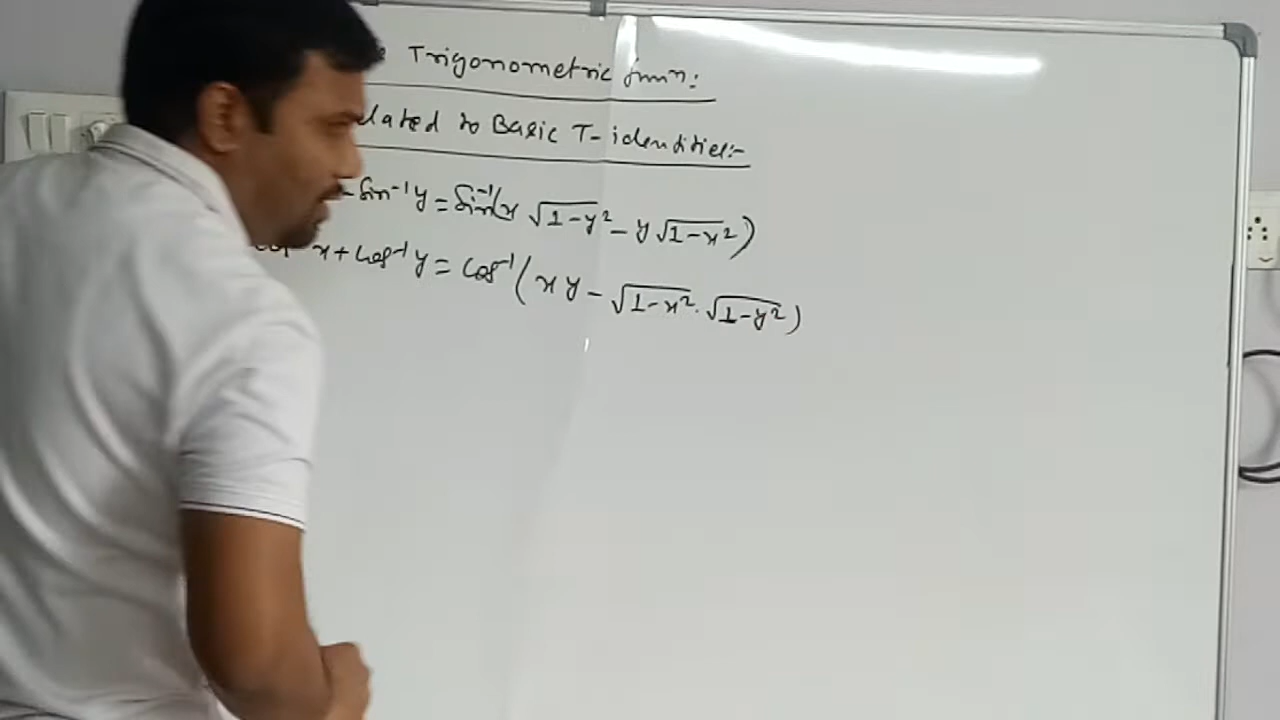 Trigonometric funⁿ:
lated to Basic T-identities:-
- Sin⁻¹y = Sin⁻¹(x √1-y² - y √1-x²)
x + Cos⁻¹y = Cos⁻¹(xy - √1-x² · √1-y²)